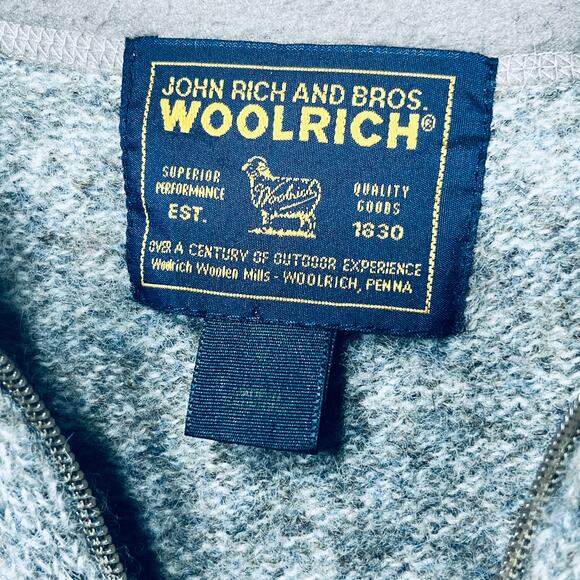 JOHN RICH AND BROS.
WOOLRICH®
SUPERIOR PERFORMANCE
EST.
Woolrich
QUALITY GOODS
1830
OVER A CENTURY OF OUTDOOR EXPERIENCE
Woolrich Woolen Mills - WOOLRICH, PENNA